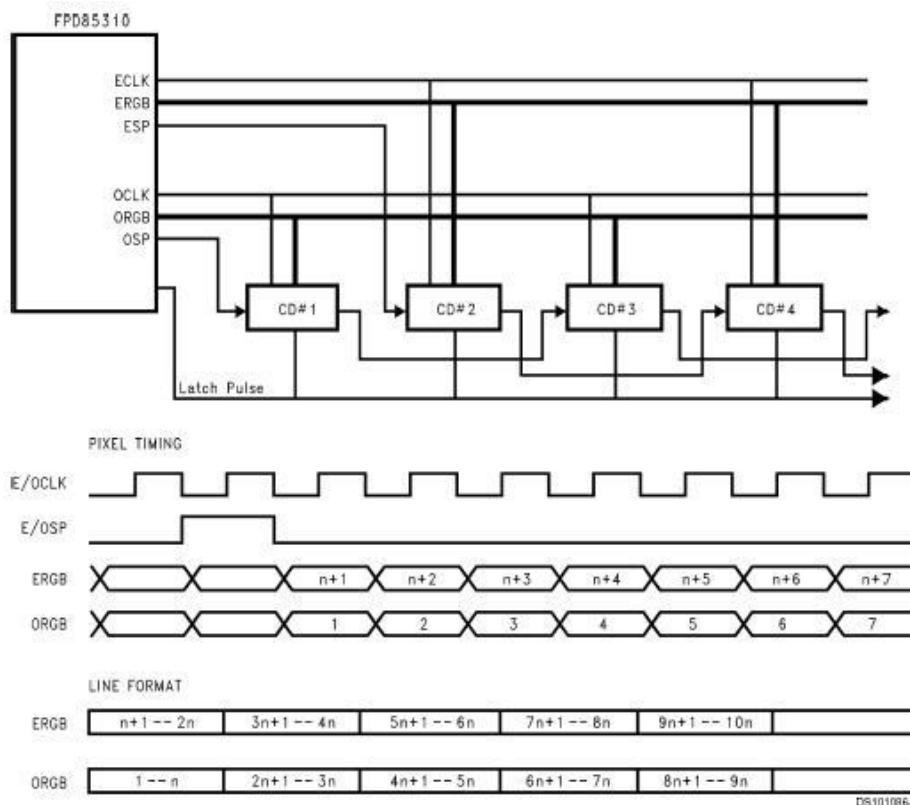 FPD85310
ECLK
ERGB
ESP
OCLK
ORGB
OSP
CD#1 CD#2 CD#3 CD#4
Latch Pulse
PIXEL TIMING
E/OCLK
E/OSP
ERGB n+1 n+2 n+3 n+4 n+5 n+6 n+7
ORGB 1 2 3 4 5 6 7
LINE FORMAT
ERGB n+1--2n 3n+1--4n 5n+1--6n 7n+1--8n 9n+1--10n
ORGB 1--n 2n+1--3n 4n+1--5n 6n+1--7n 8n+1--9n